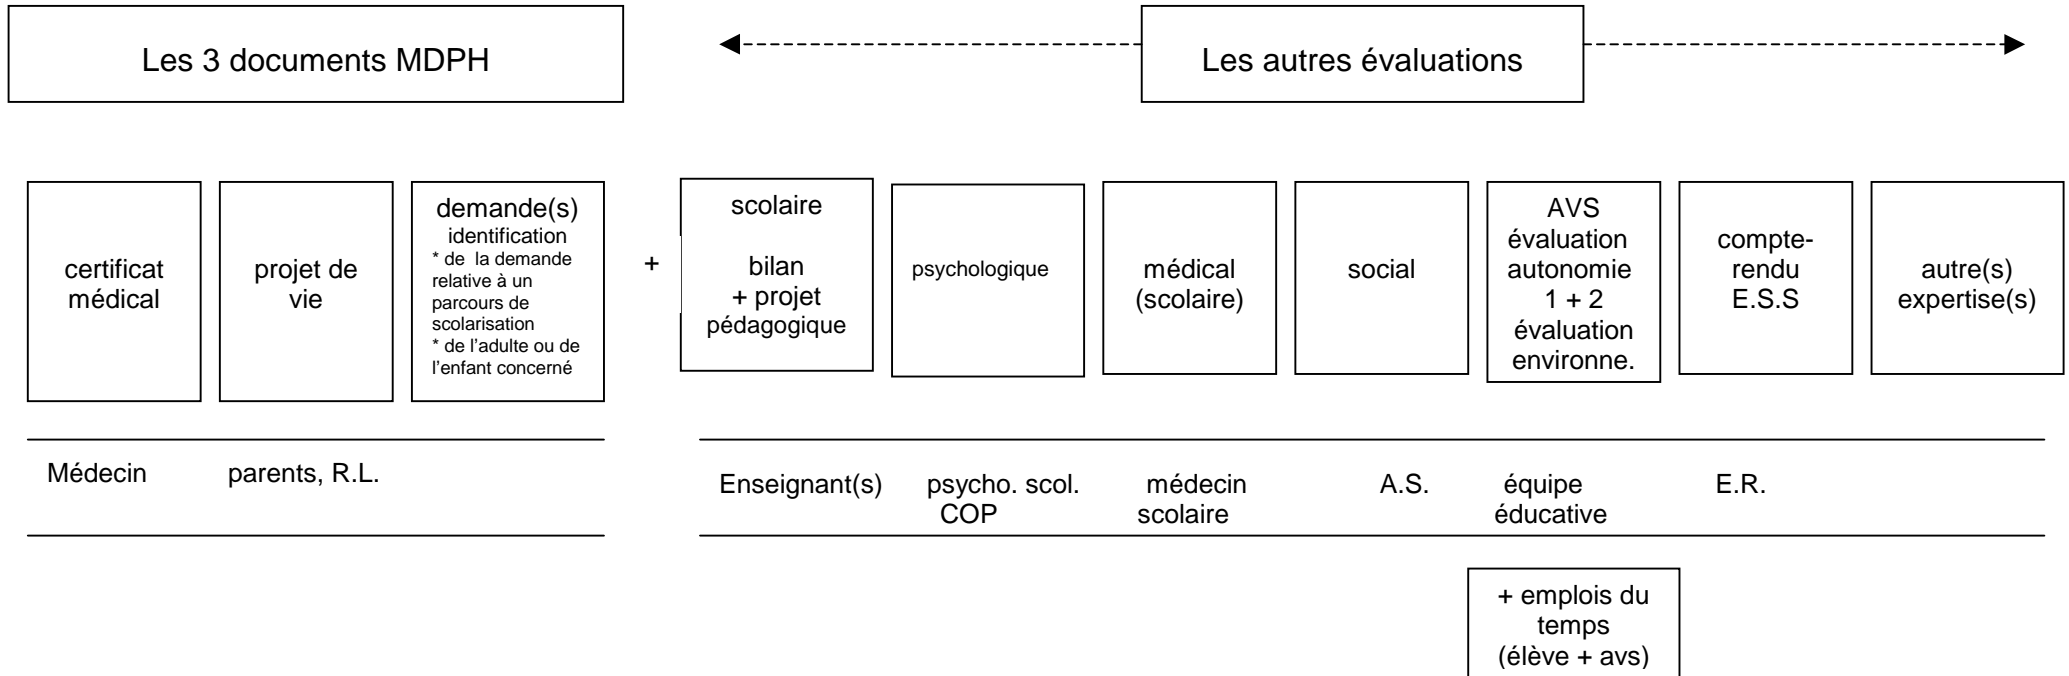 Les 3 documents MDPH
Les autres évaluations
certificat
médical
projet de
vie
demande(s)
identification
* de la demande
relative à un
parcours de
scolarisation
* de l'adulte ou de
l'enfant concerné
+
scolaire
bilan
+ projet
pédagogique
psychologique
médical
(scolaire)
social
AVS
évaluation
autonomie
1 + 2
évaluation
environne.
compte-
rendu
E.S.S
autre(s)
expertise(s)
Médecin
parents, R.L.
Enseignant(s)
psycho. scol.
COP
médecin
scolaire
A.S.
équipe
éducative
E.R.
+ emplois du
temps
(élève + avs)